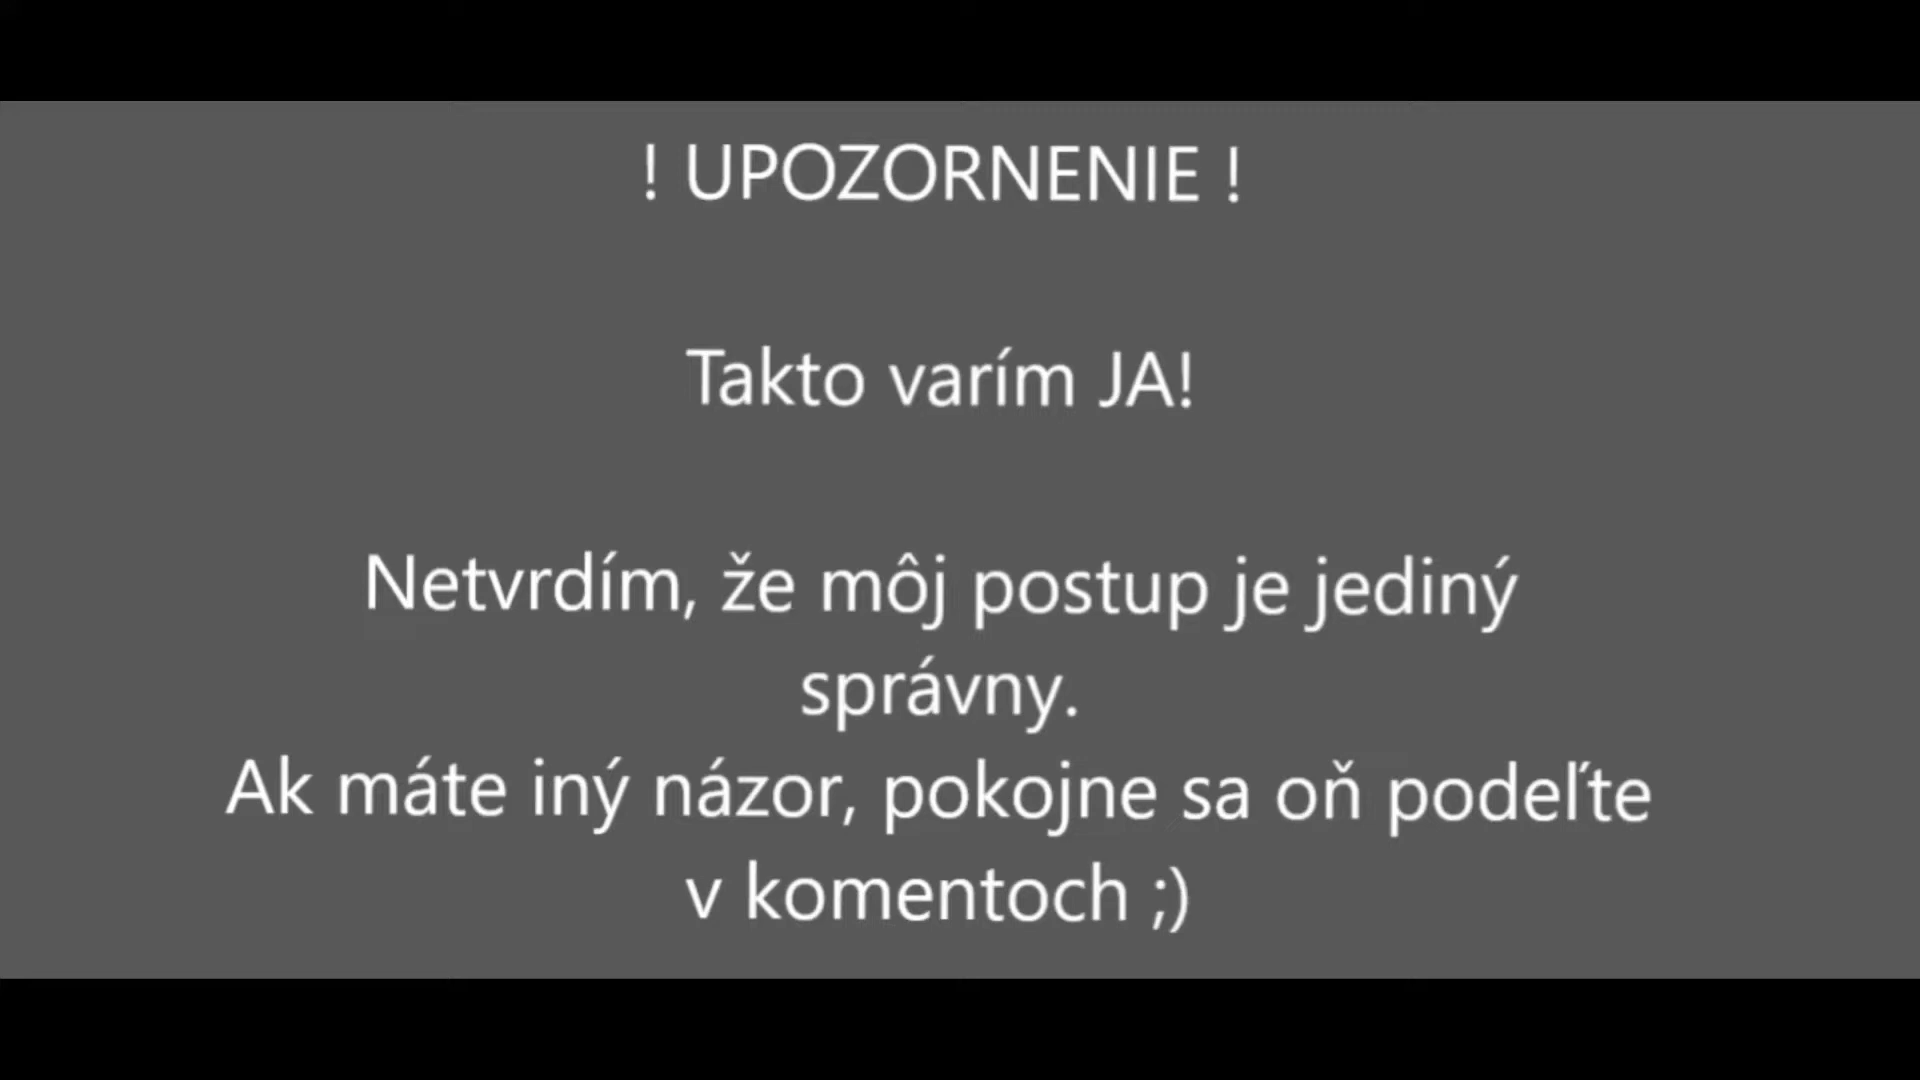 ! UPOZORNENIE !
Takto varím JA!
Netvrdím, že môj postup je jediný
správny.
Ak máte iný názor, pokojne sa oň podeľte
v komentoch ;)